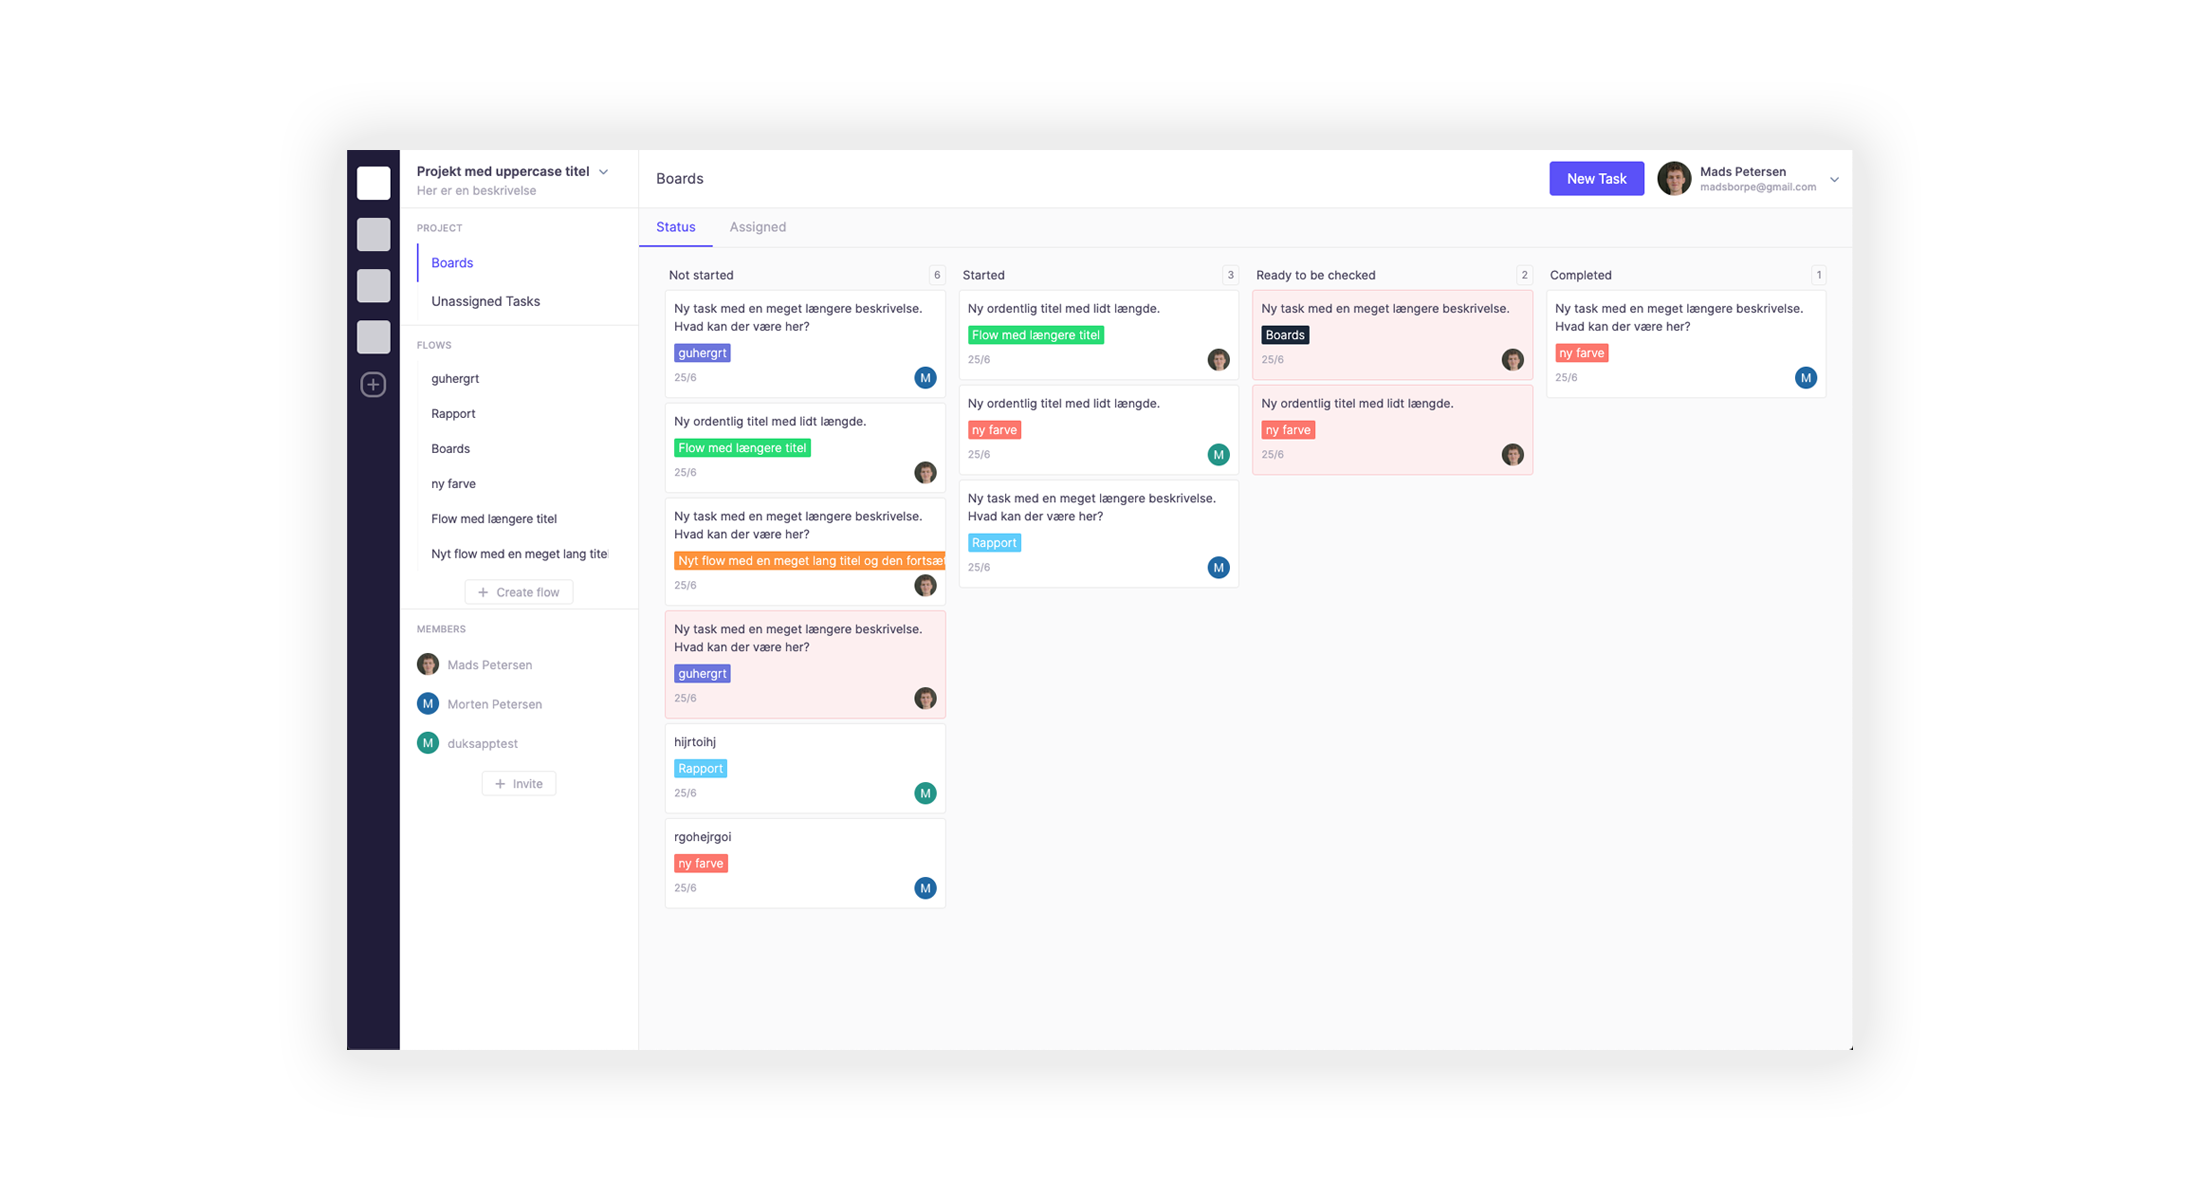 Projekt med uppercase titel
Her er en beskrivelse
PROJECT
Boards
Unassigned Tasks
FLOWS
guhergrt
Rapport
Boards
ny farve
Flow med længere titel
Nyt flow med en meget lang tite
+ Create flow
MEMBERS
Mads Petersen
M Morten Petersen
M duksapptest
+ Invite
Boards
New Task
Mads Petersen
madsborpe@gmail.com
Status
Assigned
Not started 6
Ny task med en meget længere beskrivelse.
Hvad kan der være her?
guhergrt
25/6 M
Ny ordentlig titel med lidt længde.
Flow med længere titel
25/6
Ny task med en meget længere beskrivelse.
Hvad kan der være her?
Nyt flow med en meget lang titel og den fortsæt
25/6
Ny task med en meget længere beskrivelse.
Hvad kan der være her?
guhergrt
25/6
hijrtoihj
Rapport
25/6 M
rgohejrgoi
ny farve
25/6 M
Started 3
Ny ordentlig titel med lidt længde.
Flow med længere titel
25/6
Ny ordentlig titel med lidt længde.
ny farve
25/6 M
Ny task med en meget længere beskrivelse.
Hvad kan der være her?
Rapport
25/6 M
Ready to be checked 2
Ny task med en meget længere beskrivelse.
Boards
25/6
Ny ordentlig titel med lidt længde.
ny farve
25/6
Completed 1
Ny task med en meget længere beskrivelse.
Hvad kan der være her?
ny farve
25/6 M